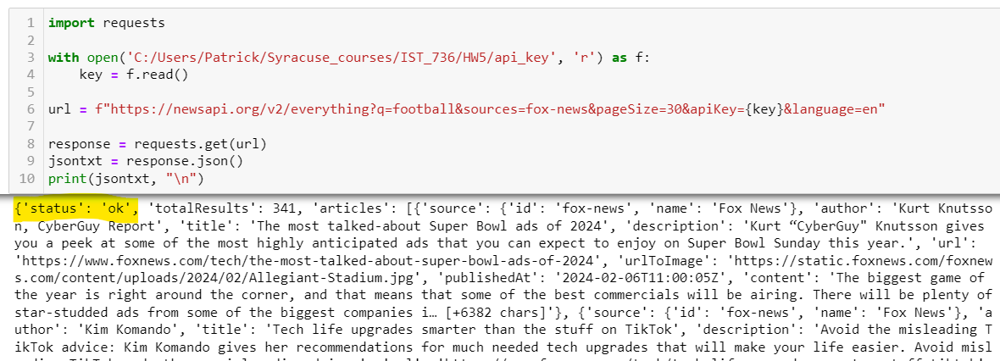 1 import requests
2
3 with open('C:/Users/Patrick/Syracuse_courses/IST_736/HW5/api_key', 'r') as f:
4     key = f.read()
5
6 url = f"https://newsapi.org/v2/everything?q=football&sources=fox-news&pageSize=30&apiKey={key}&language=en"
7
8 response = requests.get(url)
9 jsontxt = response.json()
10 print(jsontxt, "\n")
{'status': 'ok', 'totalResults': 341, 'articles': [{'source': {'id': 'fox-news', 'name': 'Fox News'}, 'author': 'Kurt Knutsso
n, CyberGuy Report', 'title': 'The most talked-about Super Bowl ads of 2024', 'description': 'Kurt “CyberGuy" Knutsson gives
you a peek at some of the most highly anticipated ads that you can expect to enjoy on Super Bowl Sunday this year.', 'url':
'https://www.foxnews.com/tech/the-most-talked-about-super-bowl-ads-of-2024', 'urlToImage': 'https://static.foxnews.com/foxnew
s.com/content/uploads/2024/02/Allegiant-Stadium.jpg', 'publishedAt': '2024-02-06T11:00:05Z', 'content': 'The biggest game of
the year is right around the corner, and that means that some of the best commercials will be airing. There will be plenty of
star-studded ads from some of the biggest companies i… [+6382 chars]'}, {'source': {'id': 'fox-news', 'name': 'Fox News'}, 'a
uthor': 'Kim Komando', 'title': 'Tech life upgrades smarter than the stuff on TikTok', 'description': 'Avoid the misleading T
ikTok advice: Kim Komando gives her recommendations for much needed tech upgrades that will make your life easier. Avoid misl